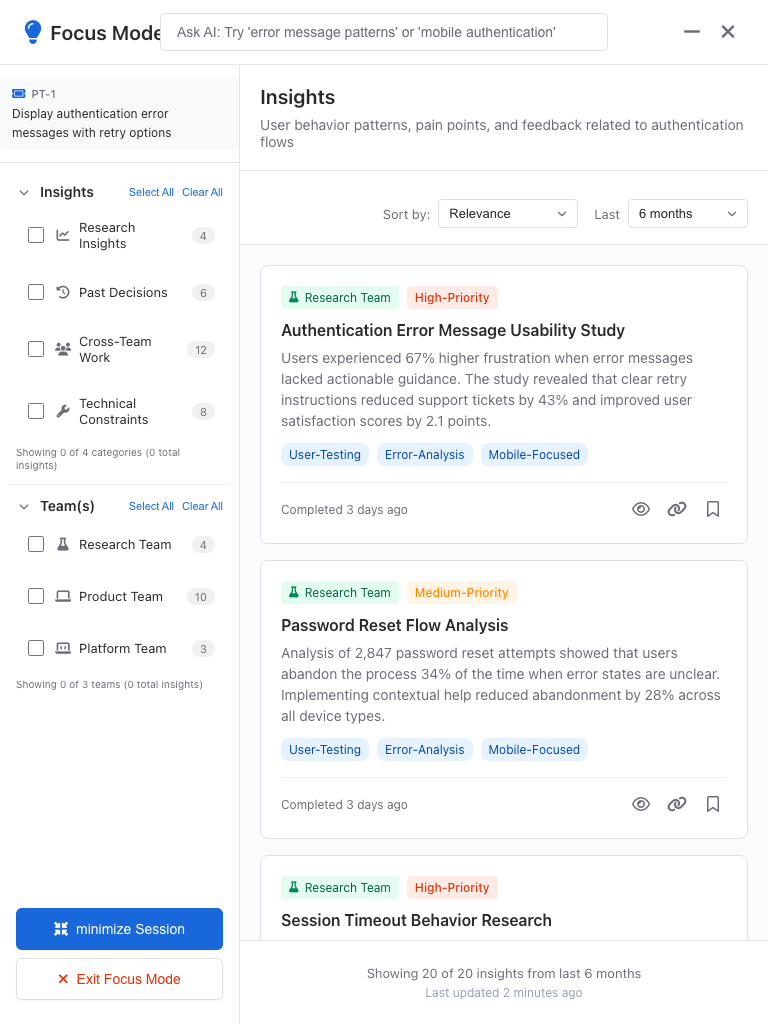 Focus Mode
Ask AI: Try 'error message patterns' or 'mobile authentication'
PT-1
Display authentication error
messages with retry options
Insights
Select All
Clear All
Research
Insights
4
Past Decisions
6
Cross-Team
Work
12
Technical
Constraints
8
Showing 0 of 4 categories (0 total
insights)
Team(s)
Select All
Clear All
Research Team
4
Product Team
10
Platform Team
3
Showing 0 of 3 teams (0 total insights)
minimize Session
Exit Focus Mode
Insights
User behavior patterns, pain points, and feedback related to authentication
flows
Sort by:
Relevance
Last
6 months
Research Team
High-Priority
Authentication Error Message Usability Study
Users experienced 67% higher frustration when error messages
lacked actionable guidance. The study revealed that clear retry
instructions reduced support tickets by 43% and improved user
satisfaction scores by 2.1 points.
User-Testing
Error-Analysis
Mobile-Focused
Completed 3 days ago
Research Team
Medium-Priority
Password Reset Flow Analysis
Analysis of 2,847 password reset attempts showed that users
abandon the process 34% of the time when error states are unclear.
Implementing contextual help reduced abandonment by 28% across
all device types.
User-Testing
Error-Analysis
Mobile-Focused
Completed 3 days ago
Research Team
High-Priority
Session Timeout Behavior Research
Showing 20 of 20 insights from last 6 months
Last updated 2 minutes ago